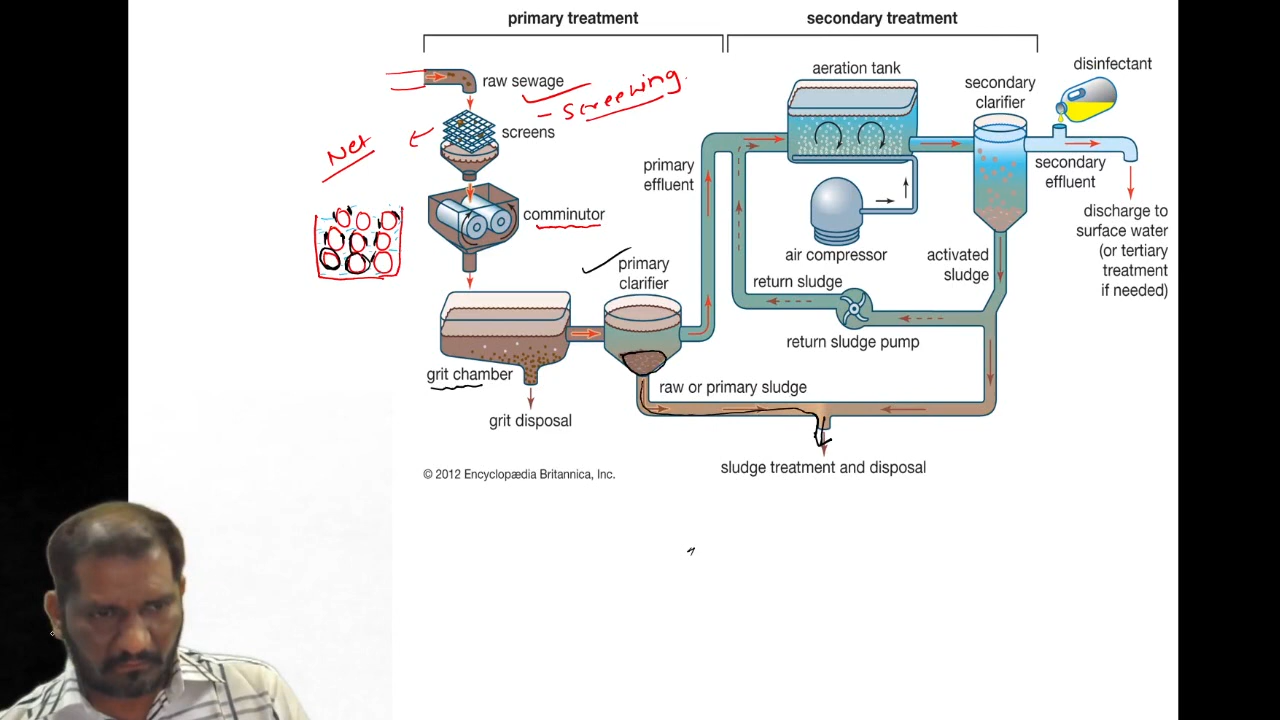 primary treatment
secondary treatment
raw sewage
- Screewing
screens
Net
comminutor
primary
clarifier
grit chamber
grit disposal
raw or primary sludge
primary
effluent
aeration tank
air compressor
return sludge
return sludge pump
secondary
clarifier
activated
sludge
disinfectant
secondary
effluent
discharge to
surface water
(or tertiary
treatment
if needed)
sludge treatment and disposal
© 2012 Encyclopædia Britannica, Inc.